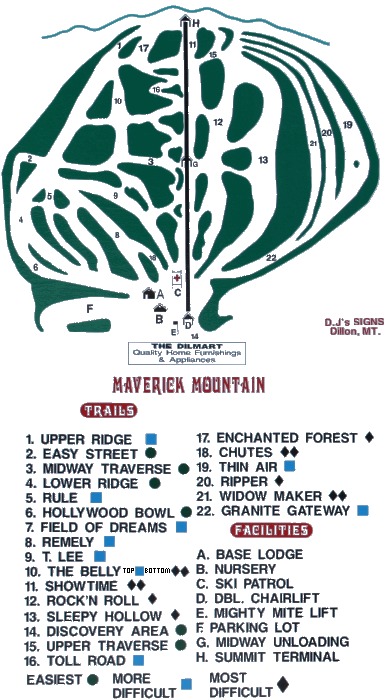 H
1
17
11
15
10
16
12
19
20
21
2
3
G
13
5
9
4
8
22
6
18
A
C
B
F
D
E
14
D.J's SIGNS
Dillon, MT.
THE DILMART
Quality Home Furnishings
& Appliances
MAVERICK MOUNTAIN
TRAILS
1. UPPER RIDGE
2. EASY STREET
3. MIDWAY TRAVERSE
4. LOWER RIDGE
5. RULE
6. HOLLYWOOD BOWL
7. FIELD OF DREAMS
8. REMELY
9. T. LEE
10. THE BELLY TOP BOTTOM
11. SHOWTIME
12. ROCK'N ROLL
13. SLEEPY HOLLOW
14. DISCOVERY AREA
15. UPPER TRAVERSE
16. TOLL ROAD
17. ENCHANTED FOREST
18. CHUTES
19. THIN AIR
20. RIPPER
21. WIDOW MAKER
22. GRANITE GATEWAY
FACILITIES
A. BASE LODGE
B. NURSERY
C. SKI PATROL
D. DBL. CHAIRLIFT
E. MIGHTY MITE LIFT
F. PARKING LOT
G. MIDWAY UNLOADING
H. SUMMIT TERMINAL
EASIEST
MORE
DIFFICULT
MOST
DIFFICULT